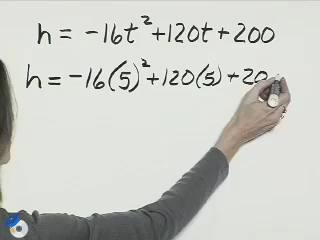 h = -16t² + 120t + 200
h = -16(5)² + 120(5) + 20